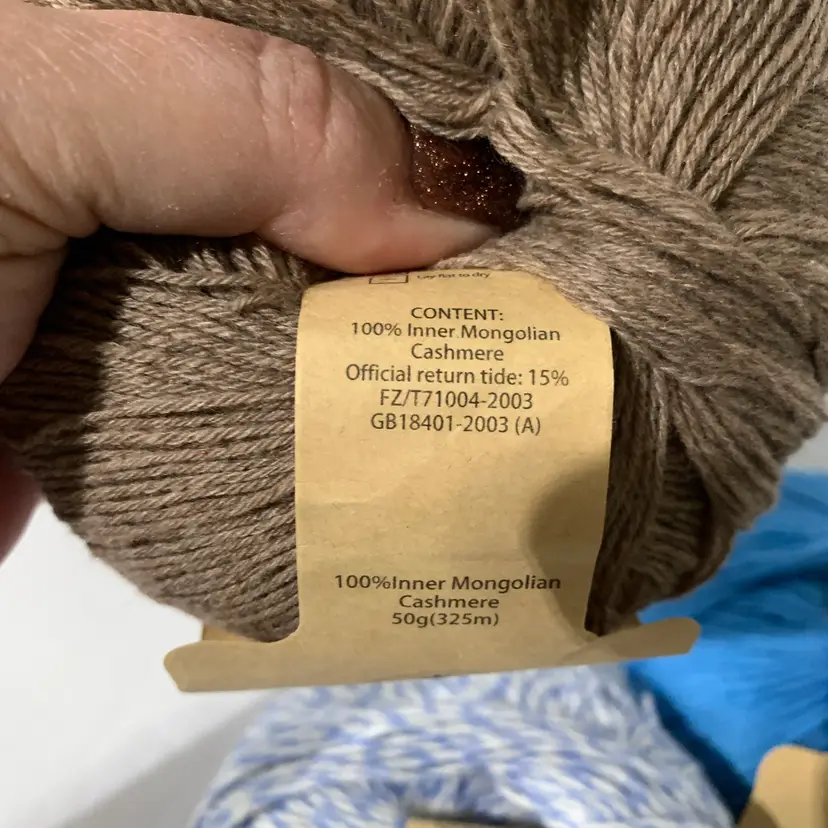 Lay flat to dry
CONTENT:
100% Inner Mongolian
Cashmere
Official return tide: 15%
FZ/T71004-2003
GB18401-2003 (A)
100%Inner Mongolian
Cashmere
50g(325m)